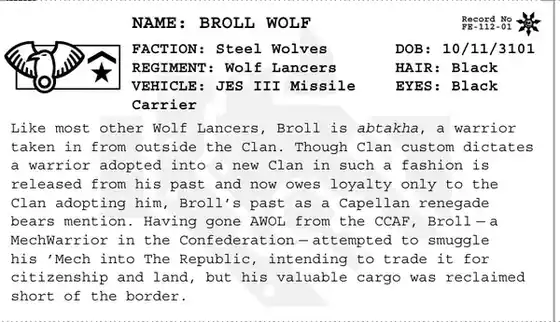 NAME: BROLL WOLF
Record No
FE-112-01
FACTION: Steel Wolves DOB: 10/11/3101
REGIMENT: Wolf Lancers HAIR: Black
VEHICLE: JES III Missile EYES: Black
Carrier
Like most other Wolf Lancers, Broll is abtakha, a warrior
taken in from outside the Clan. Though Clan custom dictates
a warrior adopted into a new Clan in such a fashion is
released from his past and now owes loyalty only to the
Clan adopting him, Broll’s past as a Capellan renegade
bears mention. Having gone AWOL from the CCAF, Broll — a
MechWarrior in the Confederation — attempted to smuggle
his ’Mech into The Republic, intending to trade it for
citizenship and land, but his valuable cargo was reclaimed
short of the border.